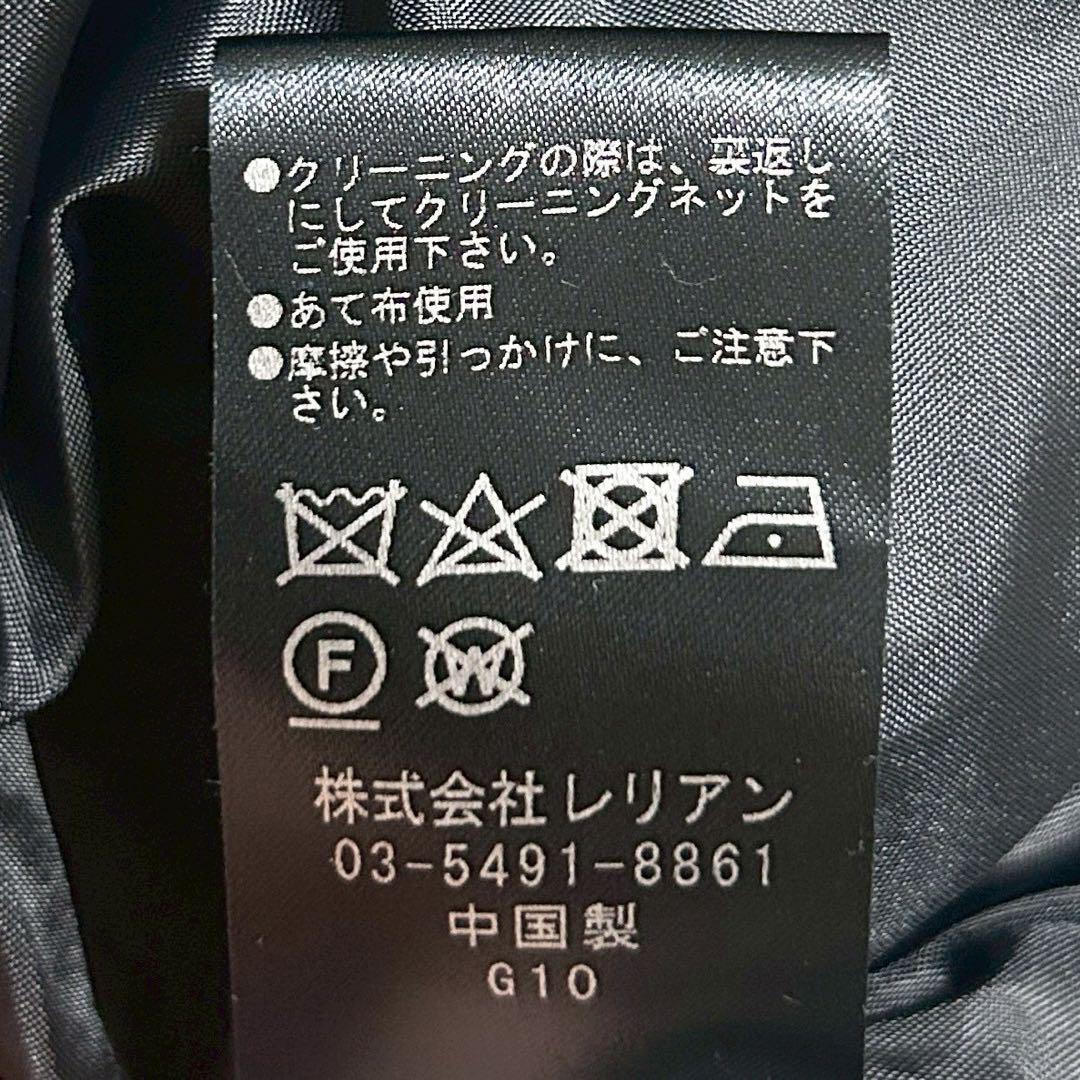 ●クリーニングの際は、裏返し
にしてクリーニングネットを
ご使用下さい。
●あて布使用
●摩擦や引っかけに、ご注意下
さい。
F W
株式会社レリアン
03-5491-8861
中国製
G10